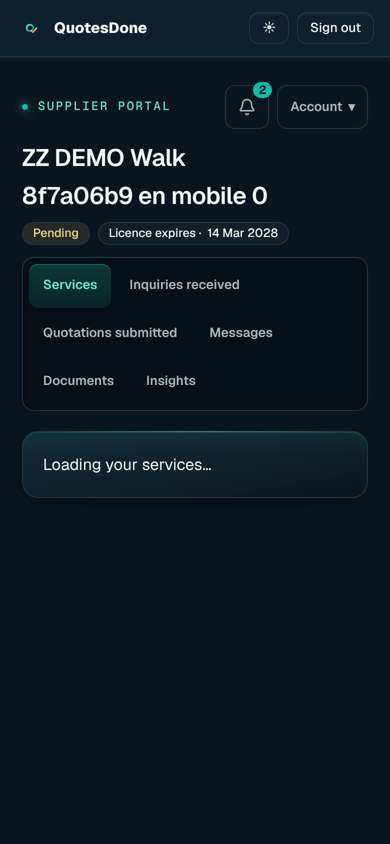 QuotesDone
☀
Sign out
SUPPLIER PORTAL
2
Account ▾
ZZ DEMO Walk
8f7a06b9 en mobile 0
Pending
Licence expires · 14 Mar 2028
Services
Inquiries received
Quotations submitted
Messages
Documents
Insights
Loading your services…